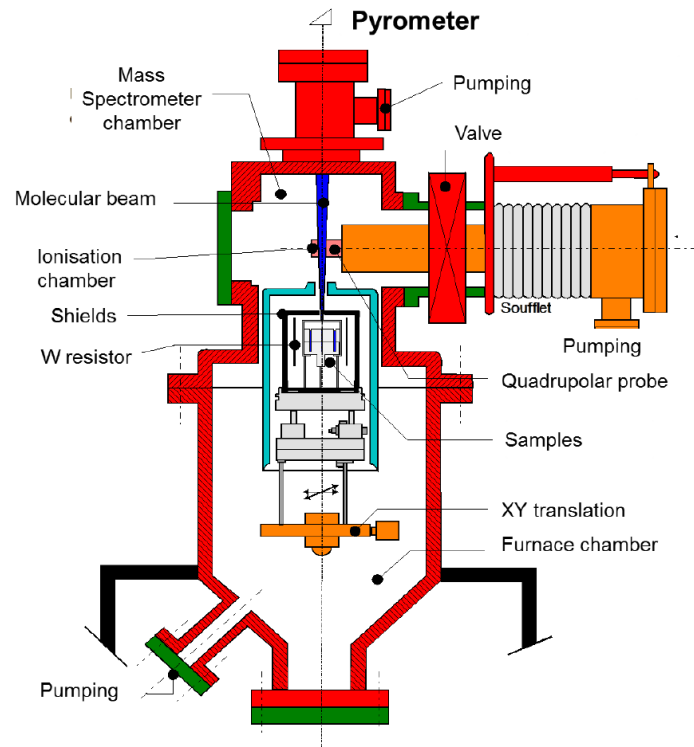 Pyrometer
Mass
Spectrometer
chamber
Pumping
Valve
Molecular beam
Ionisation
chamber
Soufflet
Shields
Pumping
W resistor
Quadrupolar probe
Samples
XY translation
Furnace chamber
Pumping